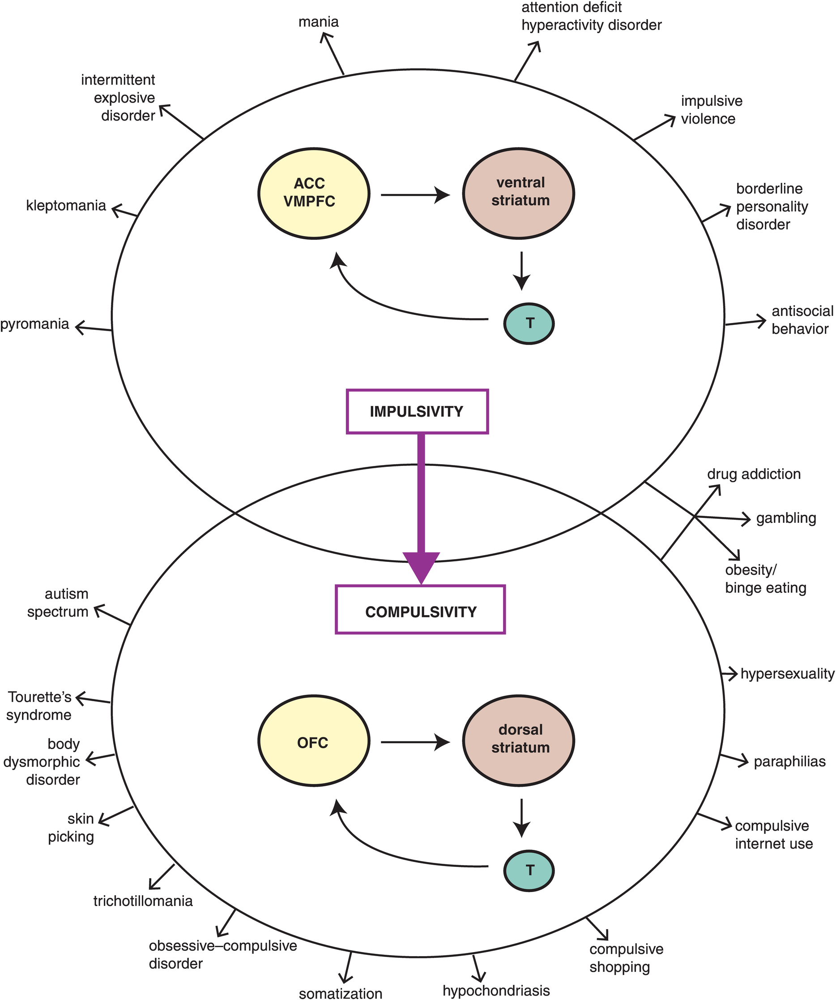 attention deficit
hyperactivity disorder
mania
intermittent
explosive
disorder
impulsive
violence
ACC
VMPFC
ventral
striatum
borderline
personality
disorder
kleptomania
pyromania
T
antisocial
behavior
IMPULSIVITY
drug addiction
gambling
obesity/
binge eating
COMPULSIVITY
autism
spectrum
hypersexuality
Tourette’s
syndrome
OFC
dorsal
striatum
body
dysmorphic
disorder
paraphilias
skin
picking
compulsive
internet use
T
trichotillomania
obsessive–compulsive
disorder
compulsive
shopping
somatization
hypochondriasis